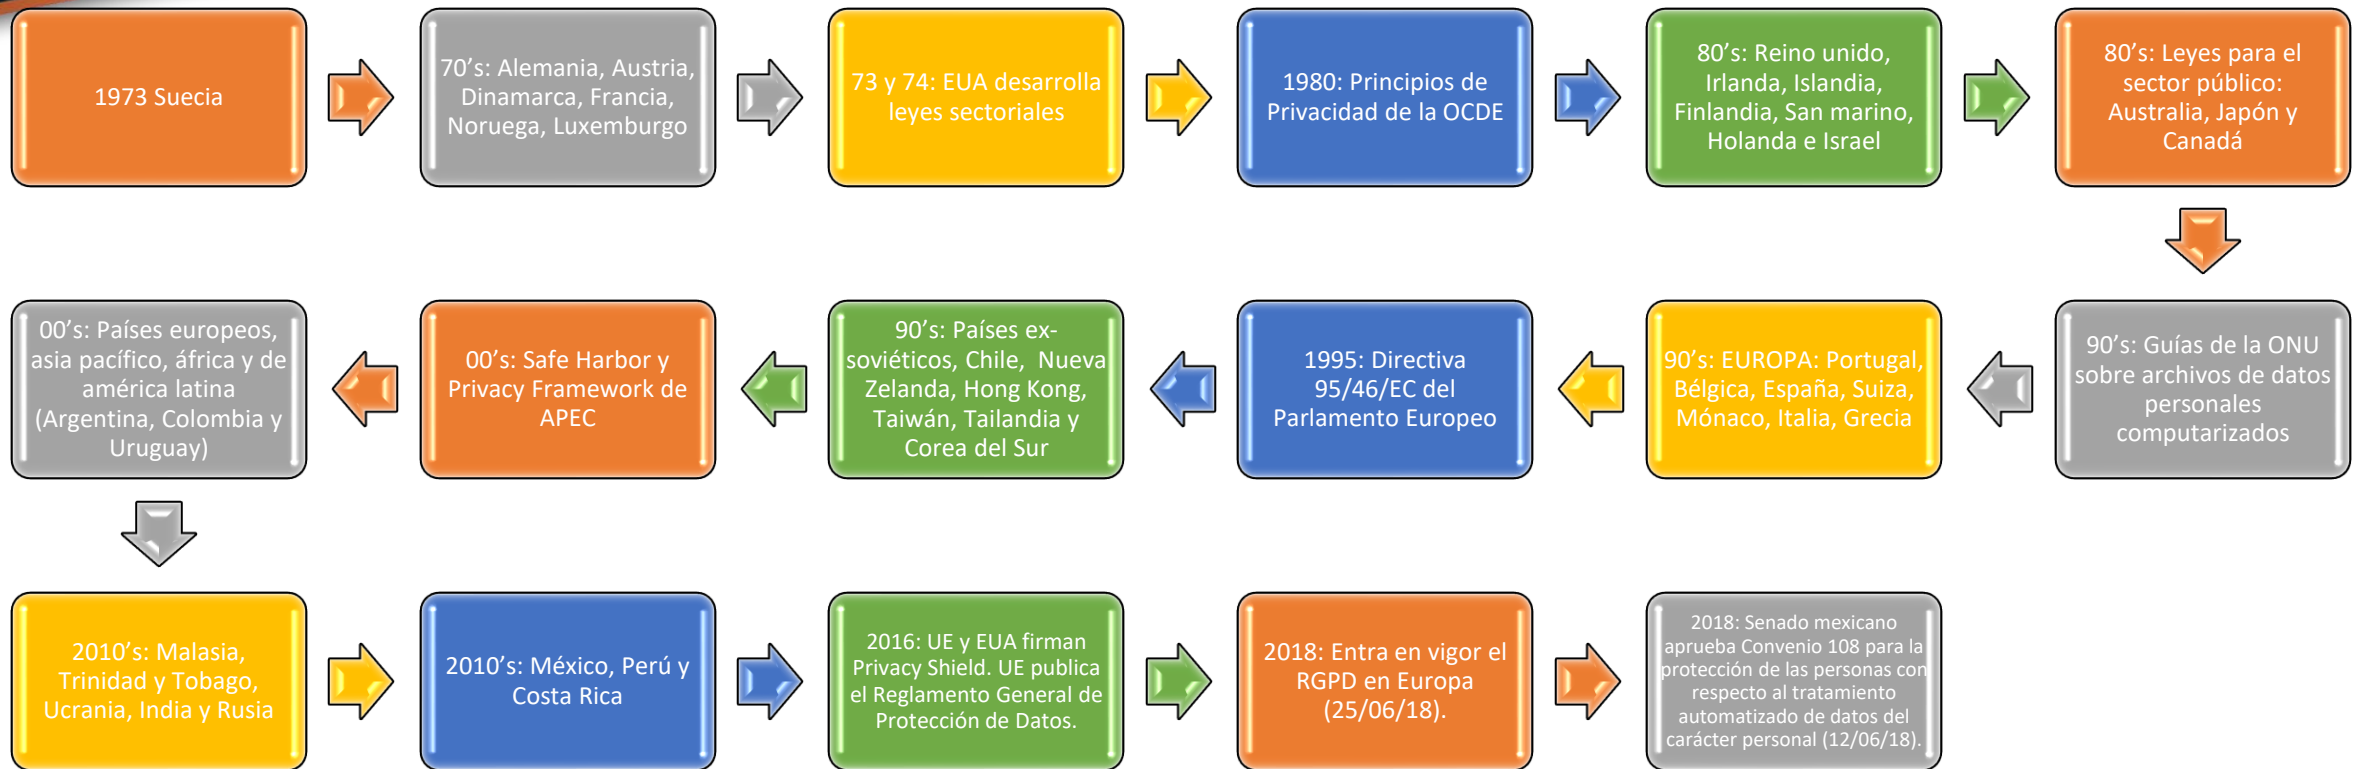 1973 Suecia
70's: Alemania, Austria,
Dinamarca, Francia,
Noruega, Luxemburgo
73 y 74: EUA desarrolla
leyes sectoriales
1980: Principios de
Privacidad de la OCDE
80's: Reino unido,
Irlanda, Islandia,
Finlandia, San marino,
Holanda e Israel
80's: Leyes para el
sector público:
Australia, Japón y
Canadá
90's: Guías de la ONU
sobre archivos de datos
personales
computarizados
90's: EUROPA: Portugal,
Bélgica, España, Suiza,
Mónaco, Italia, Grecia
1995: Directiva
95/46/EC del
Parlamento Europeo
90's: Países ex-
soviéticos, Chile, Nueva
Zelanda, Hong Kong,
Taiwán, Tailandia y
Corea del Sur
00's: Safe Harbor y
Privacy Framework de
APEC
00's: Países europeos,
asia pacífico, áfrica y de
américa latina
(Argentina, Colombia y
Uruguay)
2010's: Malasia,
Trinidad y Tobago,
Ucrania, India y Rusia
2010's: México, Perú y
Costa Rica
2016: UE y EUA firman
Privacy Shield. UE publica
el Reglamento General de
Protección de Datos.
2018: Entra en vigor el
RGPD en Europa
(25/06/18).
2018: Senado mexicano
aprueba Convenio 108 para la
protección de las personas con
respecto al tratamiento
automatizado de datos del
carácter personal (12/06/18).